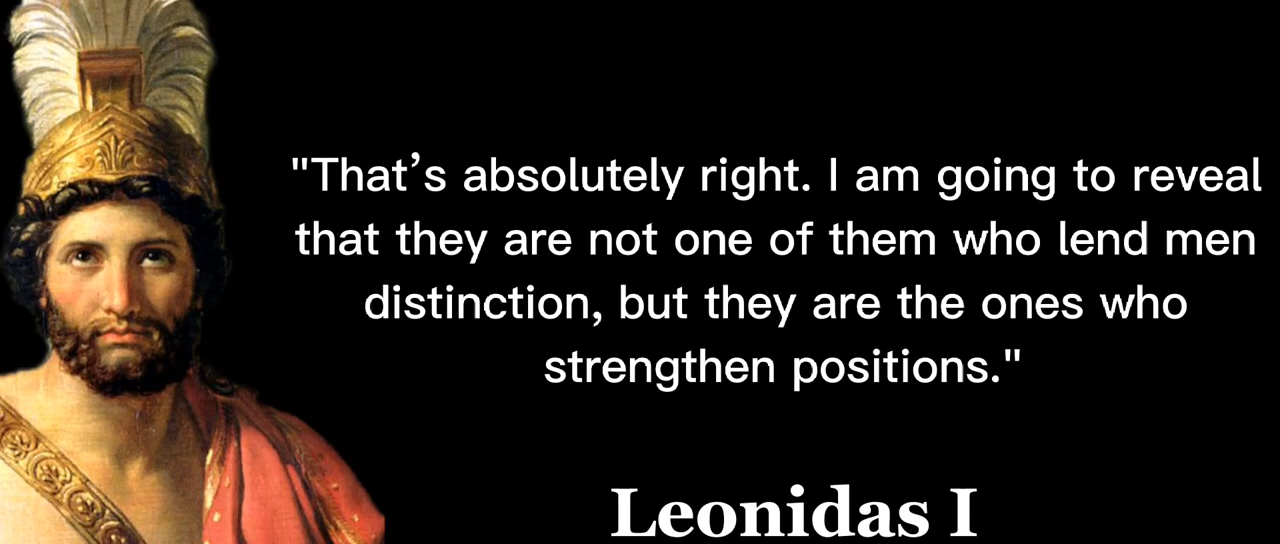 "That’s absolutely right. I am going to reveal
that they are not one of them who lend men
distinction, but they are the ones who
strengthen positions."
Leonidas I